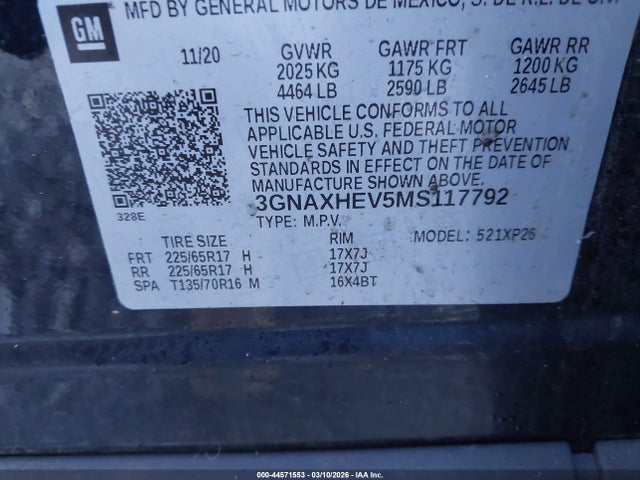 MFD BY GENERAL MOTORS DE MEXICO, S. DE R.L. DE C.V.
GM
11/20 GVWR GAWR FRT GAWR RR
2025 KG 1175 KG 1200 KG
4464 LB 2590 LB 2645 LB
THIS VEHICLE CONFORMS TO ALL
APPLICABLE U.S. FEDERAL MOTOR
VEHICLE SAFETY AND THEFT PREVENTION
STANDARDS IN EFFECT ON THE DATE OF
MANUFACTURE SHOWN ABOVE.
328E
3GNAXHEV5MS117792
TYPE: M.P.V. MODEL: 521XP26
TIRE SIZE RIM
FRT 225/65R17 H 17X7J
RR 225/65R17 H 17X7J
SPA T135/70R16 M 16X4BT
000-44571553 | 03/10/2026 | IAA Inc.